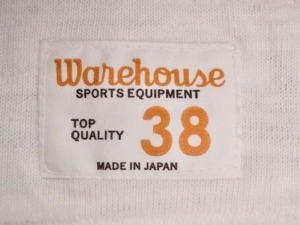 Warehouse
SPORTS EQUIPMENT
TOP
QUALITY
38
MADE IN JAPAN